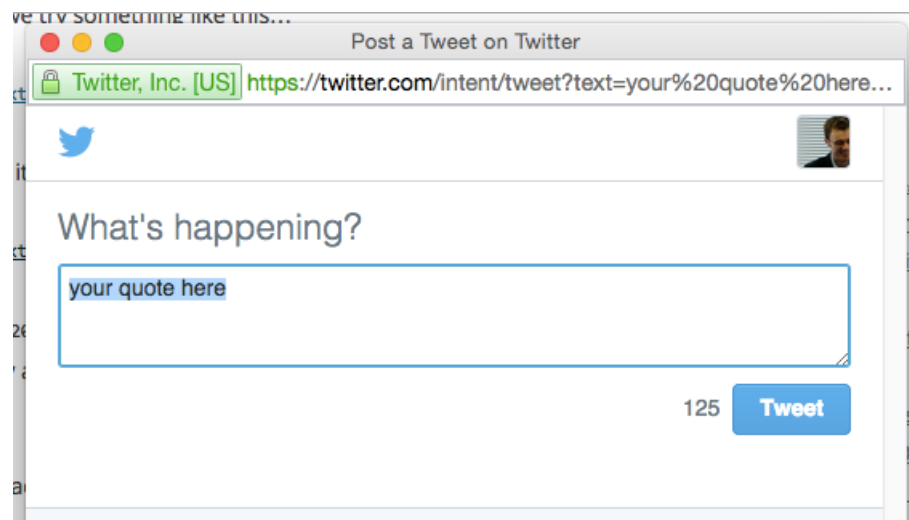 we try something like this...
Post a Tweet on Twitter
Twitter, Inc. [US] https://twitter.com/intent/tweet?text=your%20quote%20here...
What's happening?
your quote here
125 Tweet